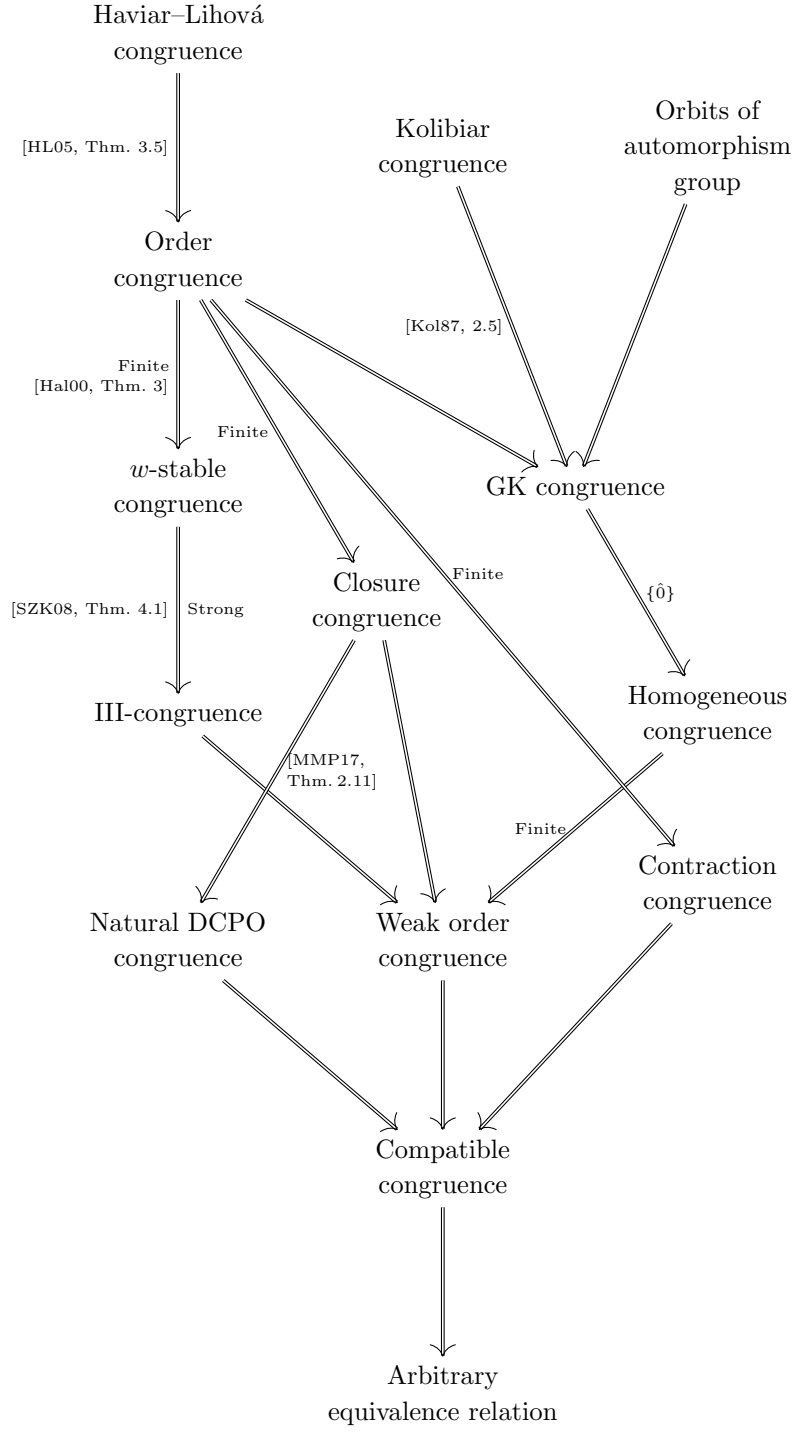 Haviar–Lihová
congruence
Kolibiar
congruence
Orbits of
automorphism
group
[HL05, Thm. 3.5]
Order
congruence
[Kol87, 2.5]
Finite
[Hal00, Thm. 3]
Finite
w-stable
congruence
GK congruence
Closure
congruence
Finite
{0̂}
[SZK08, Thm. 4.1]
Strong
III-congruence
Homogeneous
congruence
[MMP17,
Thm. 2.11]
Finite
Contraction
congruence
Natural DCPO
congruence
Weak order
congruence
Compatible
congruence
Arbitrary
equivalence relation